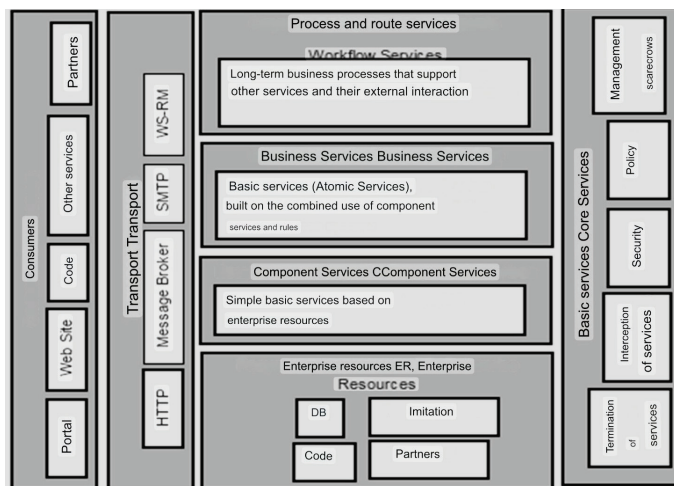 Consumers
Partners
Other services
Code
Web Site
Portal
Transport Transport
WS-RM
SMTP
Message Broker
HTTP
Process and route services
Workflow Services
Long-term business processes that support
other services and their external interaction
Business Services Business Services
Basic services (Atomic Services),
built on the combined use of component
services and rules
Component Services CComponent Services
Simple basic services based on
enterprise resources
Enterprise resources ER, Enterprise
Resources
DB
Imitation
Code
Partners
Basic services Core Services
Management
scarecrows
Policy
Security
Interception
of services
Termination
of
services